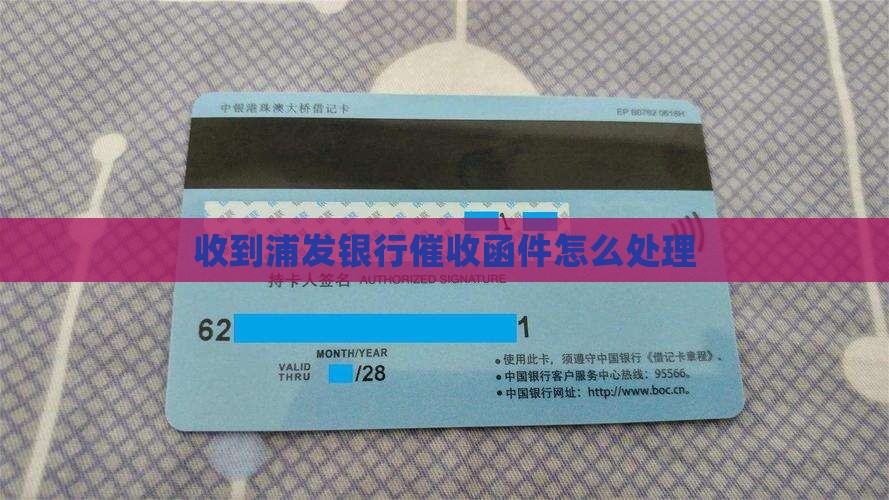 中银港珠澳大桥借记卡
EP B0762 0618H
1
收到浦发银行催收函件怎么处理
持卡人签名 AUTHORIZED SIGNATURE
62 1
MONTH/YEAR
VALID THRU /28
•使用此卡，须遵守中国银行《借记卡章程》。
•中国银行客户服务中心热线：95566。
•中国银行网址：http://www.boc.cn。